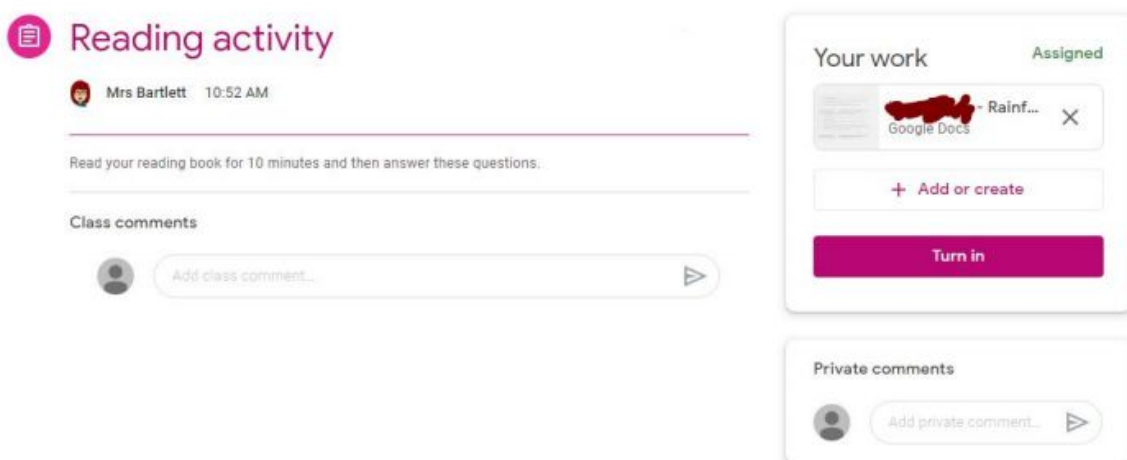 Reading activity
Mrs Bartlett 10:52 AM
Read your reading book for 10 minutes and then answer these questions.
Class comments
Add class comment...
Your work Assigned
- Rainf...
Google Docs
+ Add or create
Turn in
Private comments
Add private comment...